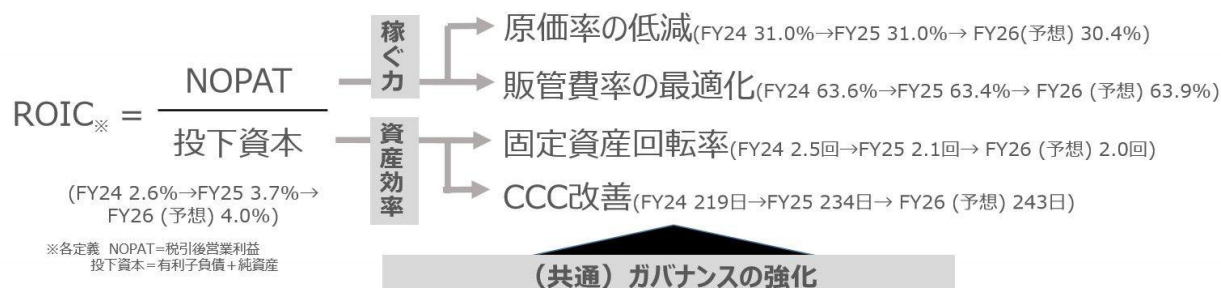 ROIC※ =
NOPAT
投下資本
(FY24 2.6%→FY25 3.7%→
FY26 (予想) 4.0%)
※各定義 NOPAT=税引後営業利益
投下資本=有利子負債+純資産
稼ぐ力
原価率の低減(FY24 31.0%→FY25 31.0%→ FY26(予想) 30.4%)
販管費率の最適化(FY24 63.6%→FY25 63.4%→ FY26 (予想) 63.9%)
資産効率
固定資産回転率(FY24 2.5回→FY25 2.1回→ FY26 (予想) 2.0回)
CCC改善(FY24 219日→FY25 234日→ FY26 (予想) 243日)
（共通）ガバナンスの強化